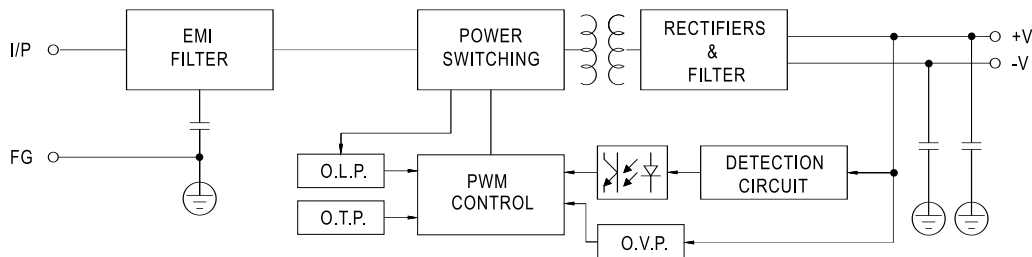 I/P
EMI
FILTER
POWER
SWITCHING
RECTIFIERS
&
FILTER
+V
-V
FG
O.L.P.
O.T.P.
PWM
CONTROL
DETECTION
CIRCUIT
O.V.P.